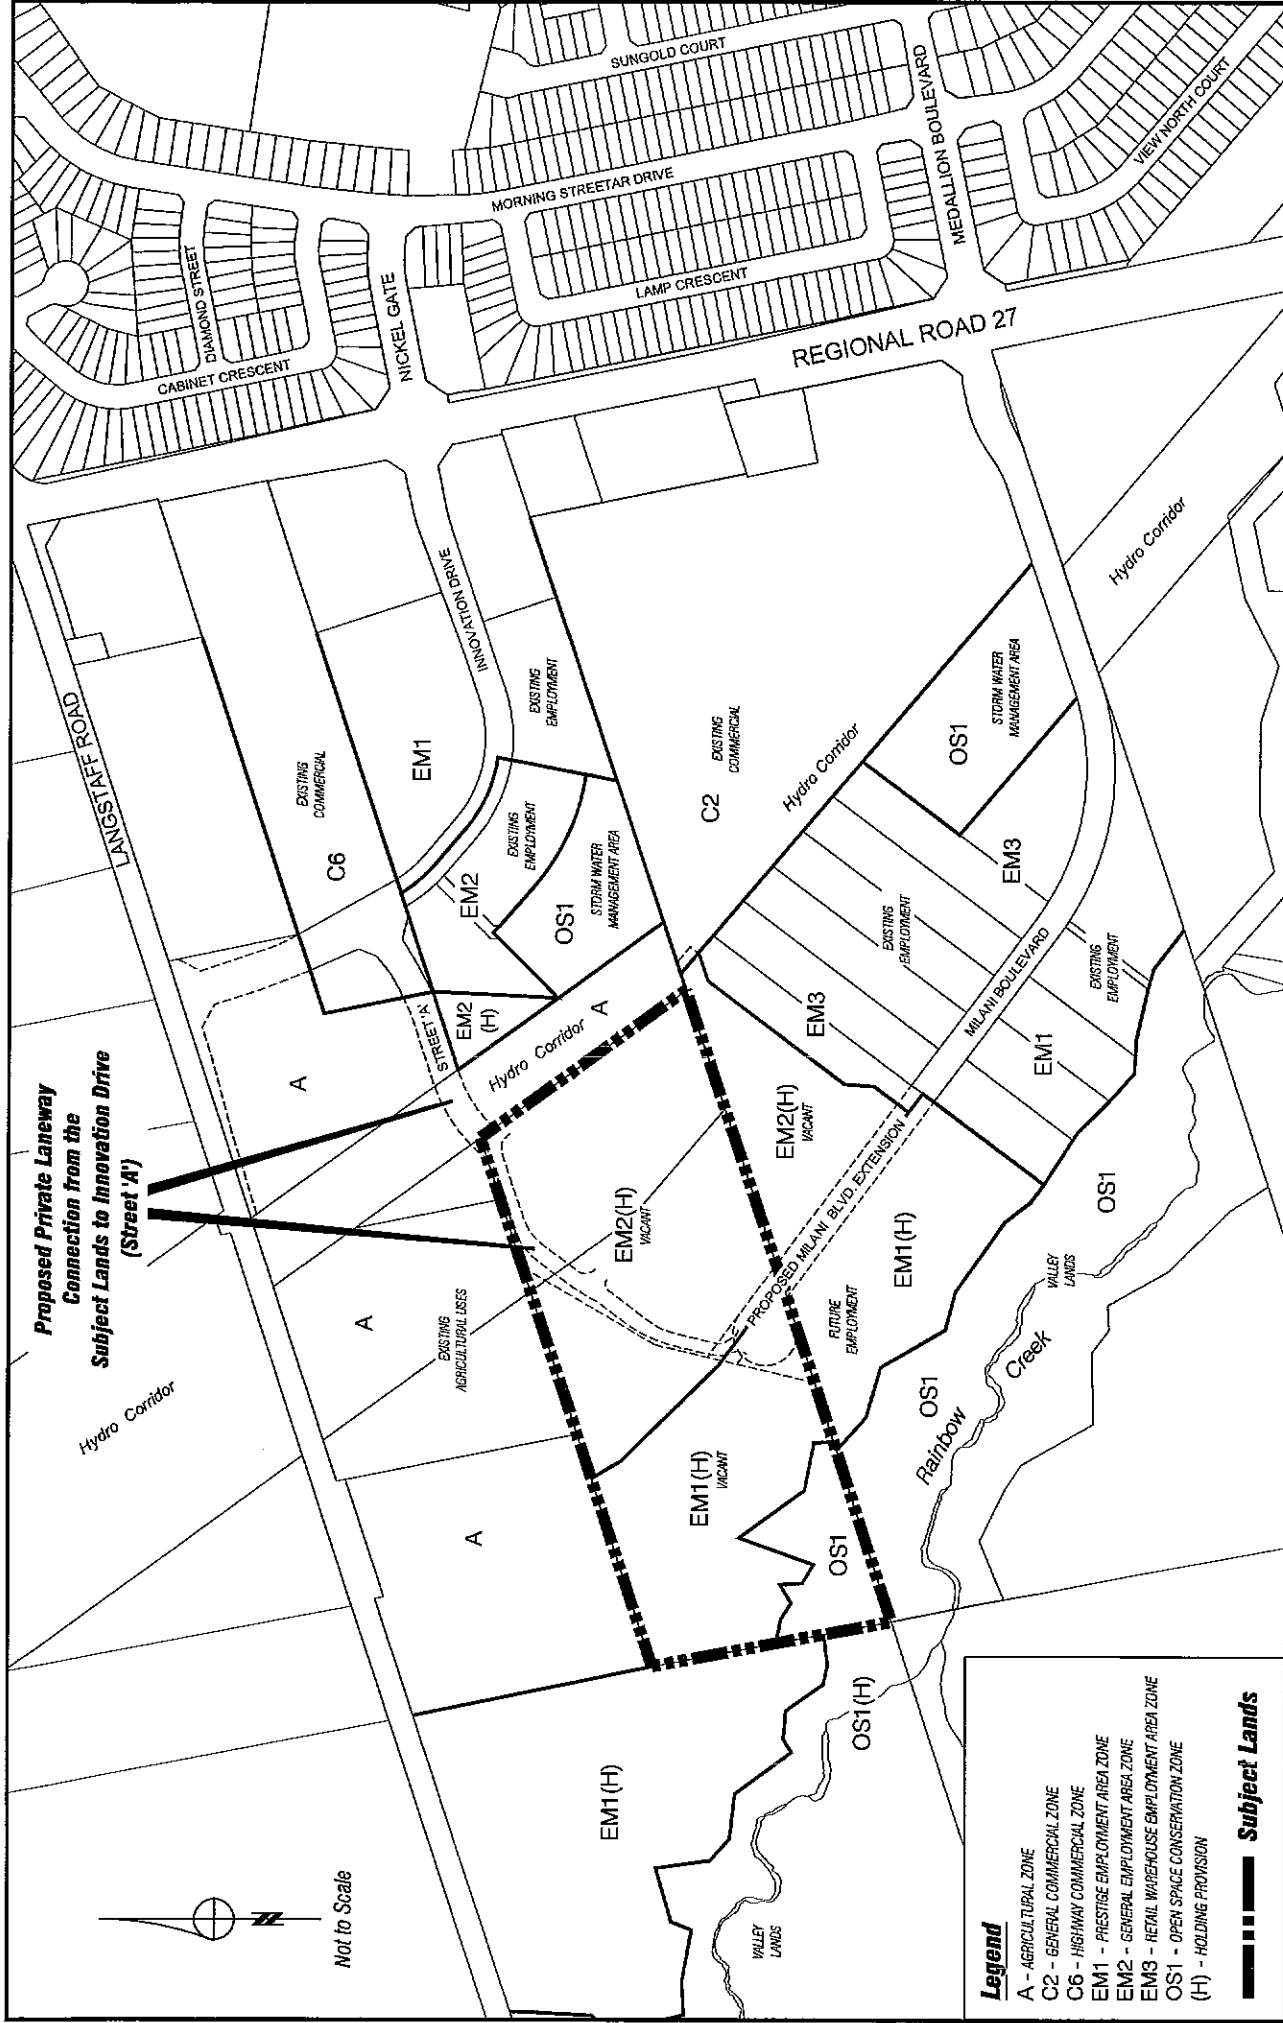 Proposed Private Laneway
Connection from the
Subject Lands to Innovation Drive
(Street 'A')
Hydro Corridor
LANGSTAFF ROAD
A
A
A
EXISTING
AGRICULTURAL USES
EXISTING
COMMERCIAL
C6
EM1
INNOVATION DRIVE
EXISTING
EMPLOYMENT
EM2
EXISTING
EMPLOYMENT
OS1
STORM WATER
MANAGEMENT AREA
STREET 'A'
EM2
(H)
Hydro Corridor
A
EM2(H)
VACANT
EM1(H)
VACANT
OS1
EM1(H)
OS1(H)
VALLEY
LANDS
EM2(H)
VACANT
PROPOSED MILANI BLVD. EXTENSION
FUTURE
EMPLOYMENT
EM1(H)
OS1
Rainbow
Creek
VALLEY
LANDS
OS1
C2
EXISTING
COMMERCIAL
Hydro Corridor
EM3
EXISTING
EMPLOYMENT
MILANI BOULEVARD
EM1
EXISTING
EMPLOYMENT
EM3
OS1
STORM WATER
MANAGEMENT AREA
Hydro Corridor
REGIONAL ROAD 27
CABINET CRESCENT
DIAMOND STREET
NICKEL GATE
MORNING STREETAR DRIVE
LAMP CRESCENT
SUNGOLD COURT
MEDALLION BOULEVARD
VIEW NORTH COURT
N
Not to Scale
Legend
A - AGRICULTURAL ZONE
C2 - GENERAL COMMERCIAL ZONE
C6 - HIGHWAY COMMERCIAL ZONE
EM1 - PRESTIGE EMPLOYMENT AREA ZONE
EM2 - GENERAL EMPLOYMENT AREA ZONE
EM3 - RETAIL WAREHOUSE EMPLOYMENT AREA ZONE
OS1 - OPEN SPACE CONSERVATION ZONE
(H) - HOLDING PROVISION
Subject Lands